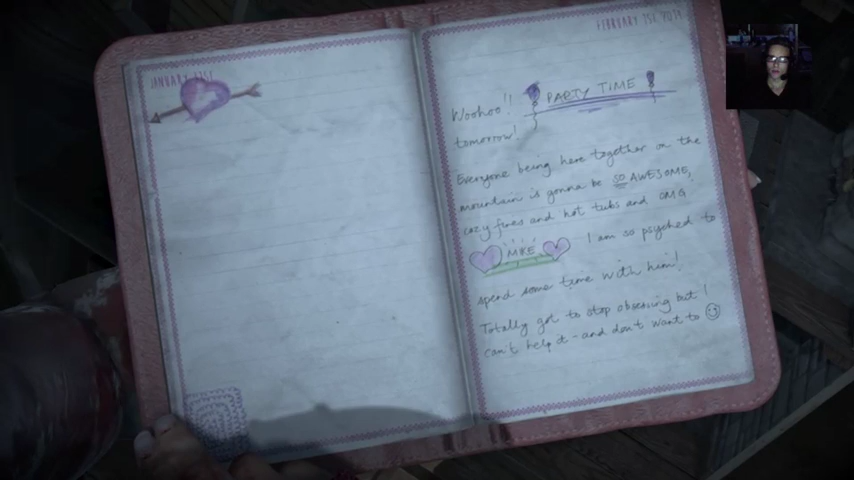 JANUARY 31ST
FEBRUARY 1ST, 2014
Woohoo!! PARTY TIME
tomorrow!
Everyone being here together on the
mountain is gonna be SO AWESOME,
cozy fires and hot tubs and OMG
MIKE I am so psyched to
spend some time with him!
Totally got to stop obsessing but I
can't help it - and don't want to